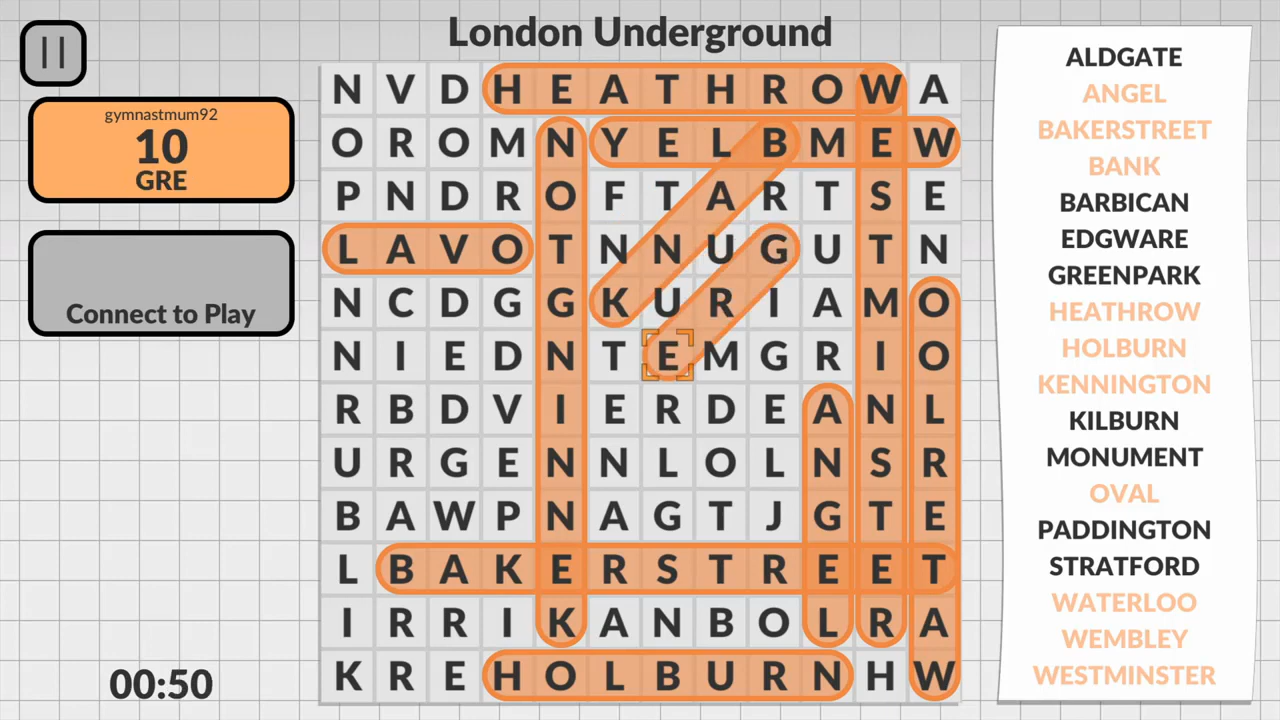 London Underground
gymnastmum92
10
GRE
Connect to Play
00:50
N V D H E A T H R O W A
O R O M N Y E L B M E W
P N D R O F T A R T S E
L A V O T N N U G U T N
N C D G G K U R I A M O
N I E D N T E M G R I O
R B D V I E R D E A N L
U R G E N N L O L N S R
B A W P N A G T J G T E
L B A K E R S T R E E T
I R R I K A N B O L R A
K R E H O L B U R N H W
ALDGATE
ANGEL
BAKERSTREET
BANK
BARBICAN
EDGWARE
GREENPARK
HEATHROW
HOLBURN
KENNINGTON
KILBURN
MONUMENT
OVAL
PADDINGTON
STRATFORD
WATERLOO
WEMBLEY
WESTMINSTER